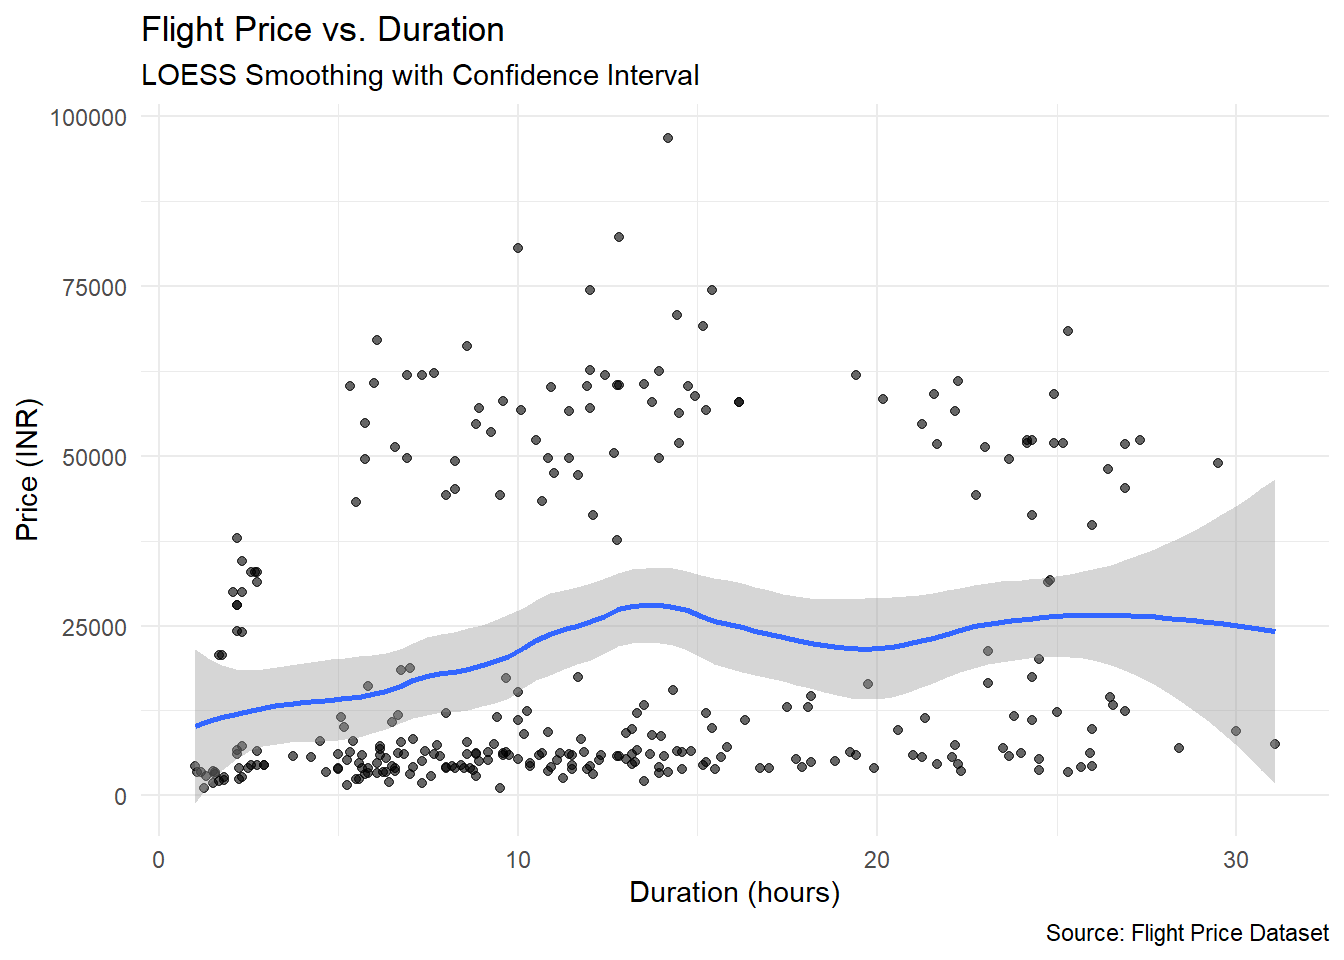 Flight Price vs. Duration
LOESS Smoothing with Confidence Interval
100000
75000
50000
25000
0
Price (INR)
0
10
20
30
Duration (hours)
Source: Flight Price Dataset